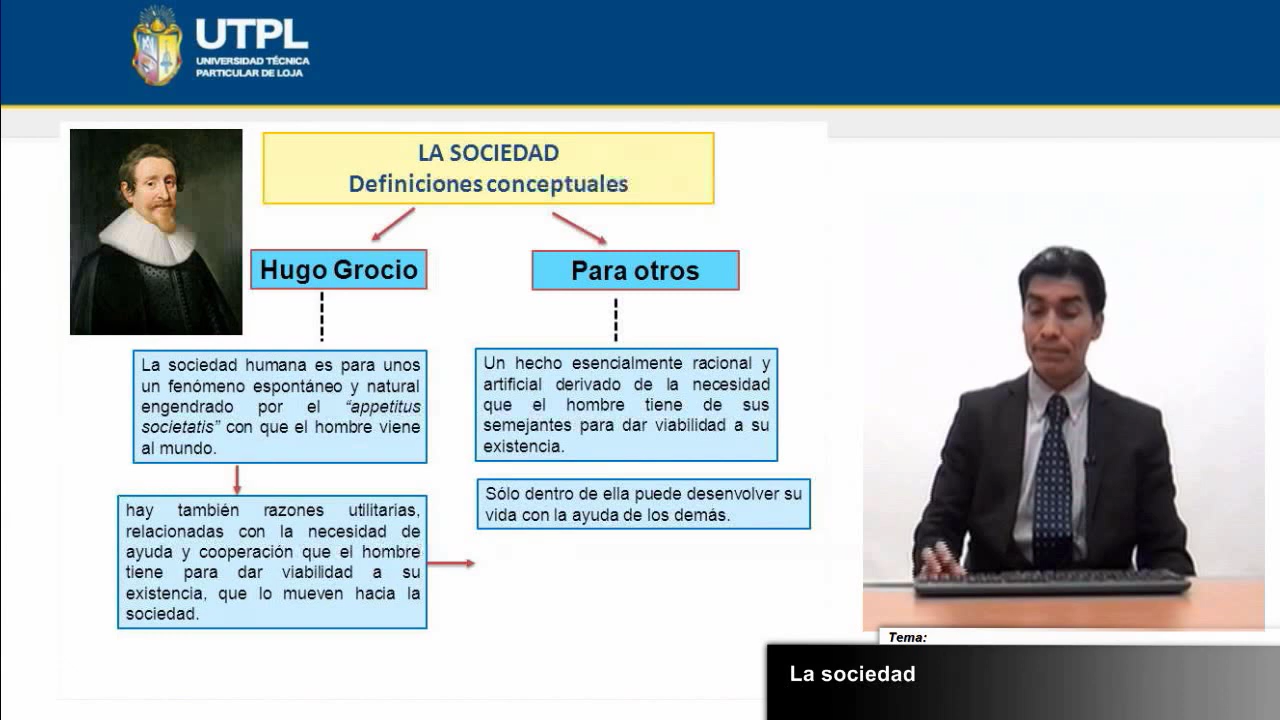 UTPL
UNIVERSIDAD TÉCNICA
PARTICULAR DE LOJA
LA SOCIEDAD
Definiciones conceptuales
Hugo Grocio
Para otros
La sociedad humana es para unos
un fenómeno espontáneo y natural
engendrado por el “appetitus
societatis” con que el hombre viene
al mundo.
hay también razones utilitarias,
relacionadas con la necesidad de
ayuda y cooperación que el hombre
tiene para dar viabilidad a su
existencia, que lo mueven hacia la
sociedad.
Un hecho esencialmente racional y
artificial derivado de la necesidad
que el hombre tiene de sus
semejantes para dar viabilidad a su
existencia.
Sólo dentro de ella puede desenvolver su
vida con la ayuda de los demás.
Tema:
La sociedad